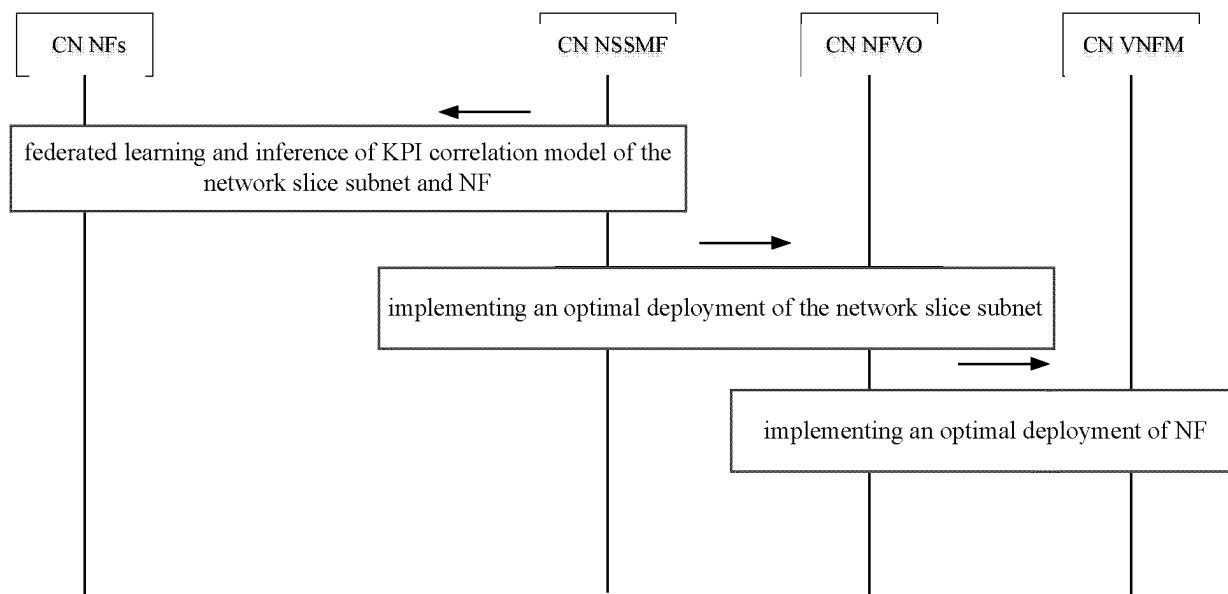 CN NFs
CN NSSMF
CN NFVO
CN VNFM
federated learning and inference of KPI correlation model of the
network slice subnet and NF
implementing an optimal deployment of the network slice subnet
implementing an optimal deployment of NF